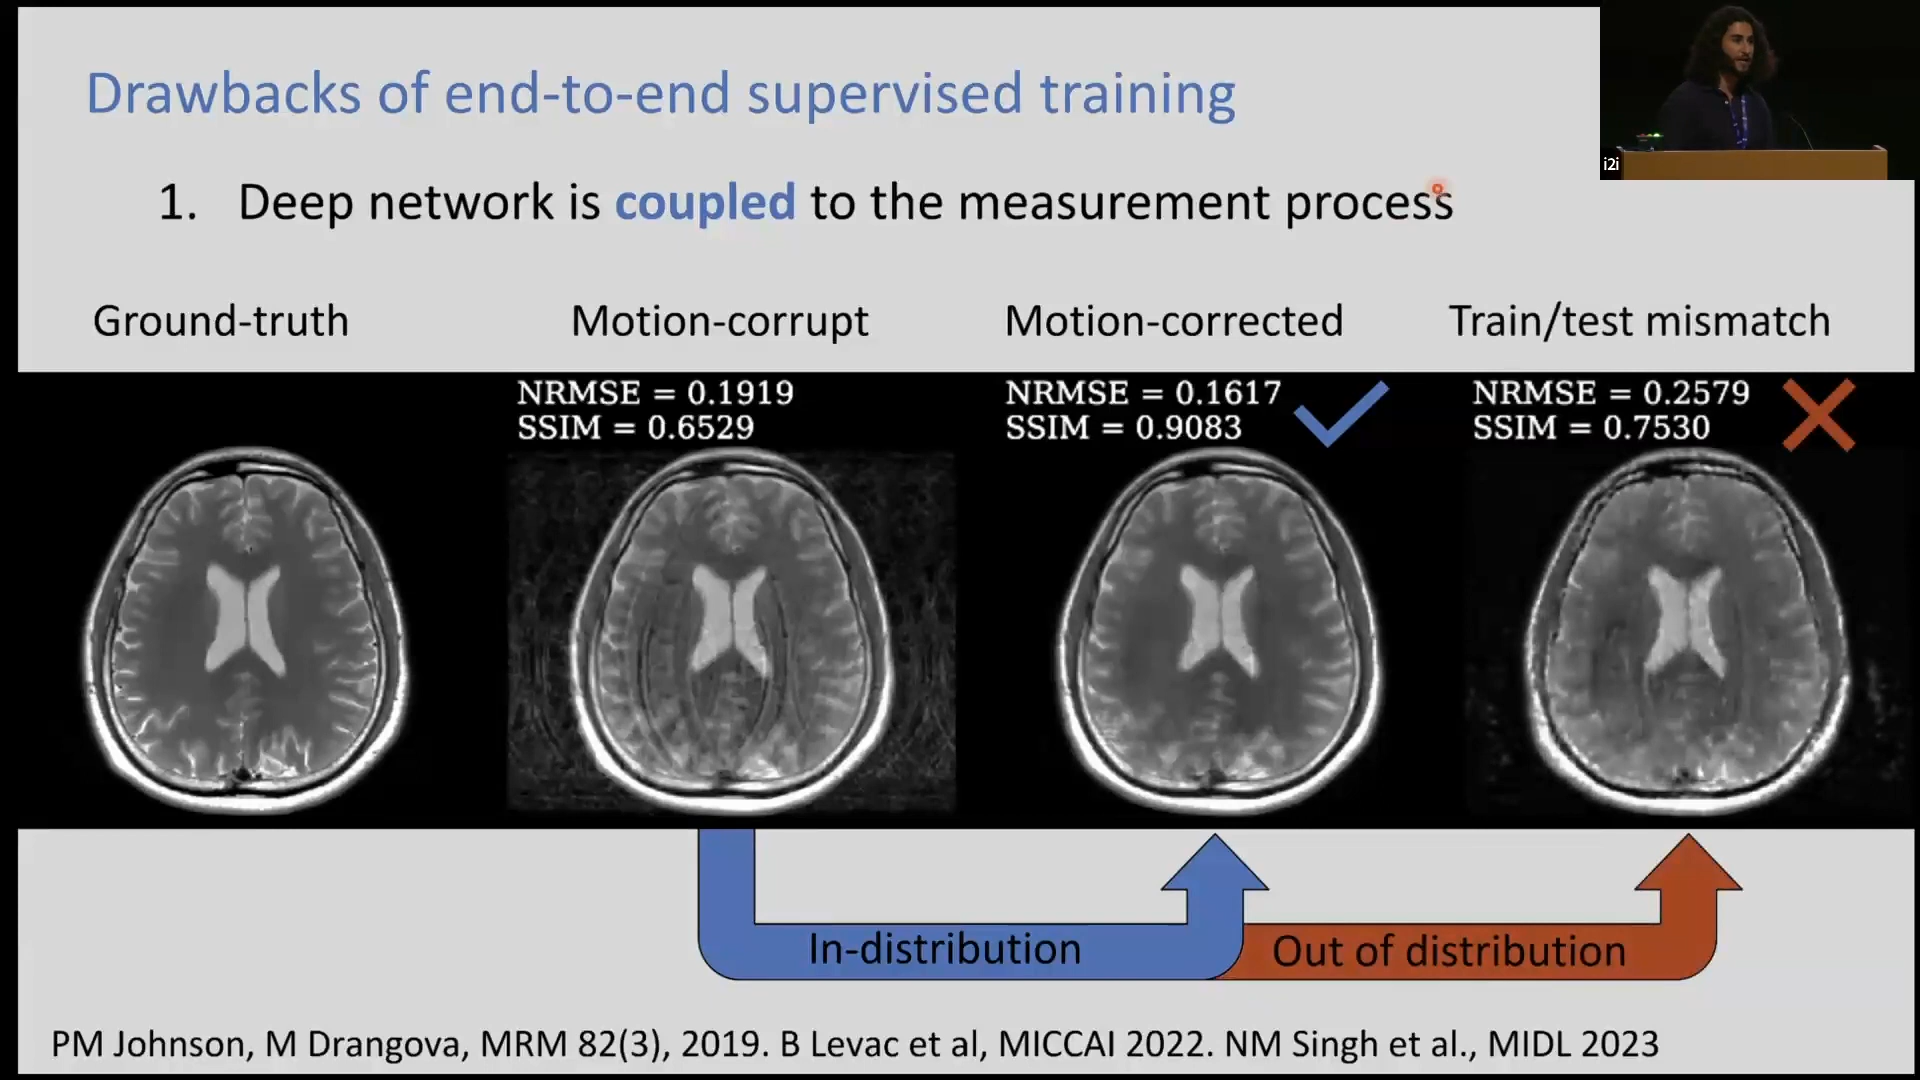 Drawbacks of end-to-end supervised training
i2i
1. Deep network is coupled to the measurement process
Ground-truth
Motion-corrupt
Motion-corrected
Train/test mismatch
NRMSE = 0.1919
SSIM = 0.6529
NRMSE = 0.1617
SSIM = 0.9083
NRMSE = 0.2579
SSIM = 0.7530
In-distribution
Out of distribution
PM Johnson, M Drangova, MRM 82(3), 2019. B Levac et al, MICCAI 2022. NM Singh et al., MIDL 2023